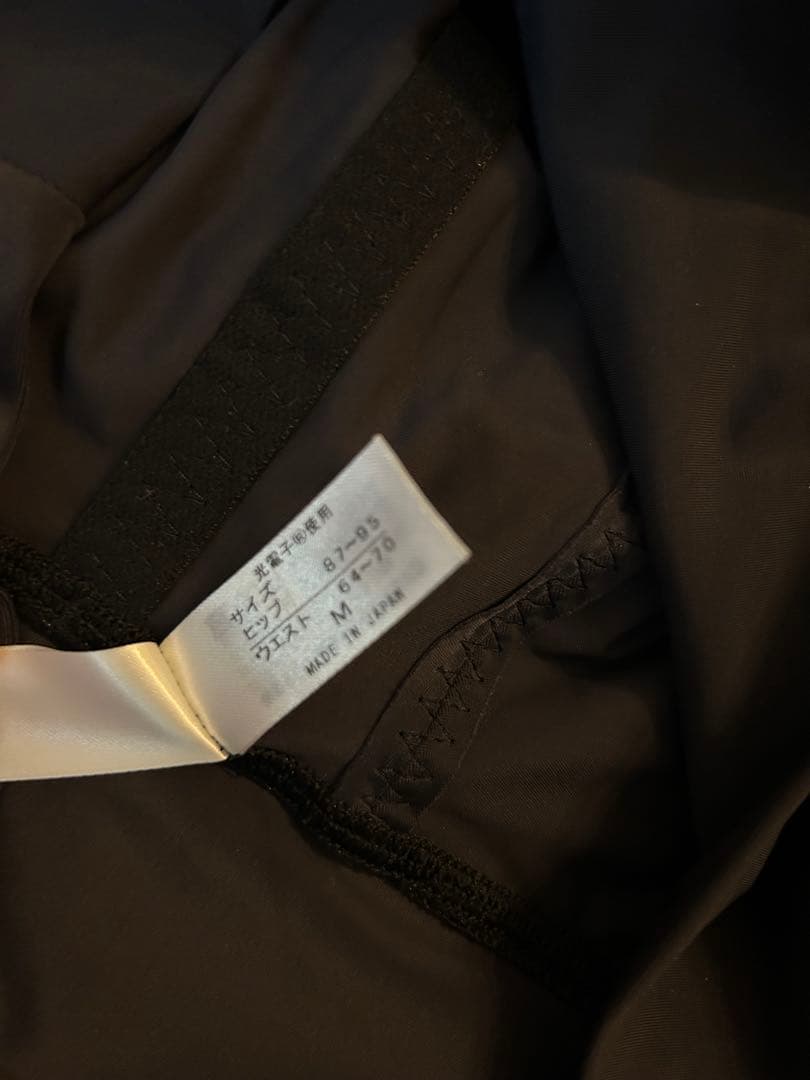 光電子®使用
サイズ
ヒップ 87~95
ウエスト 64~70
M
MADE IN JAPAN